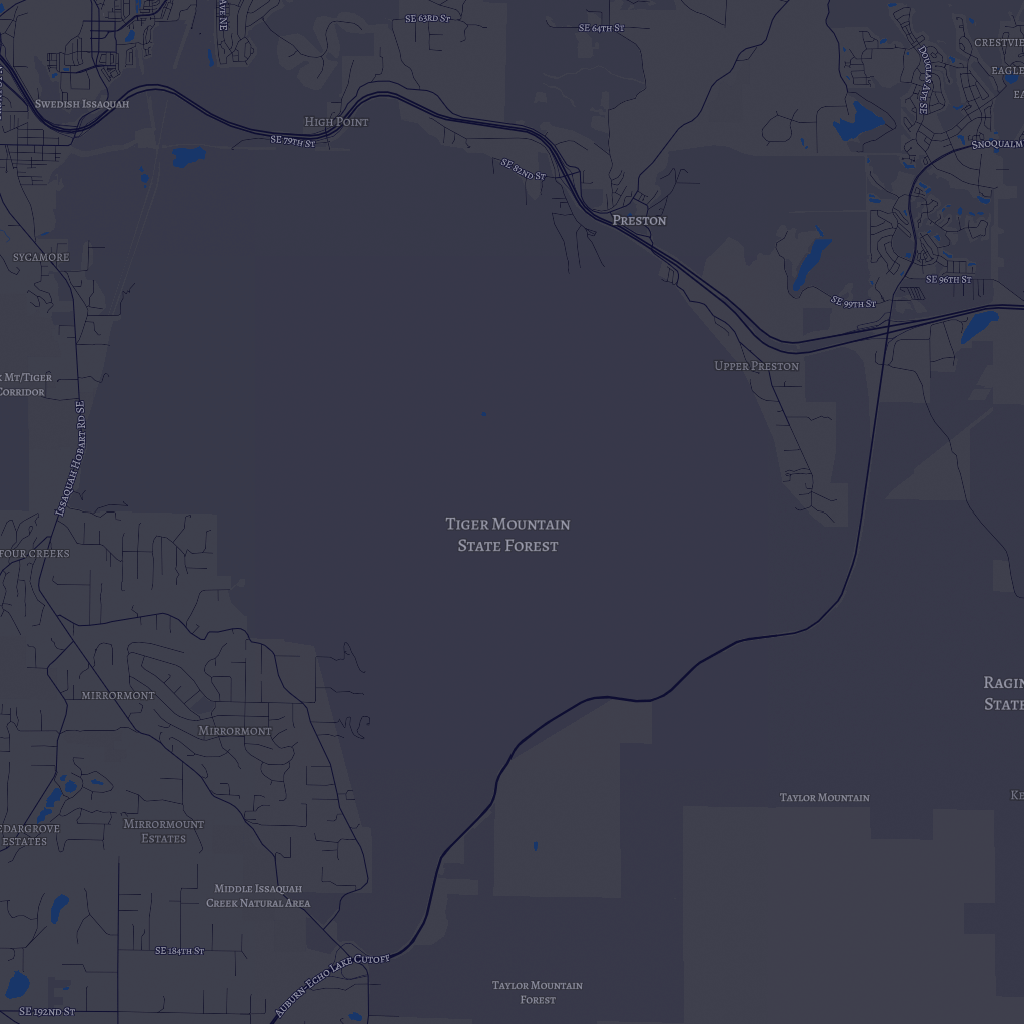 SE 63RD ST
SE 64TH ST
AVE NE
DOUGLAS AVE SE
SWEDISH ISSAQUAH
HIGH POINT
SE 79TH ST
SE 82ND ST
PRESTON
SYCAMORE
SE 96TH ST
SE 99TH ST
UPPER PRESTON
MT/TIGER
CORRIDOR
ISSAQUAH HOBART RD SE
TIGER MOUNTAIN
STATE FOREST
FOUR CREEKS
MIRRORMONT
MIRRORMONT
STATE
TAYLOR MOUNTAIN
MIRRORMOUNT
ESTATES
EDARGROVE
ESTATES
MIDDLE ISSAQUAH
CREEK NATURAL AREA
SE 184TH ST
AUBURN-ECHO LAKE CUTOFF
TAYLOR MOUNTAIN
FOREST
SE 192ND ST
CRESTVIE
EAGLE
SNOQUALM
RAGIN